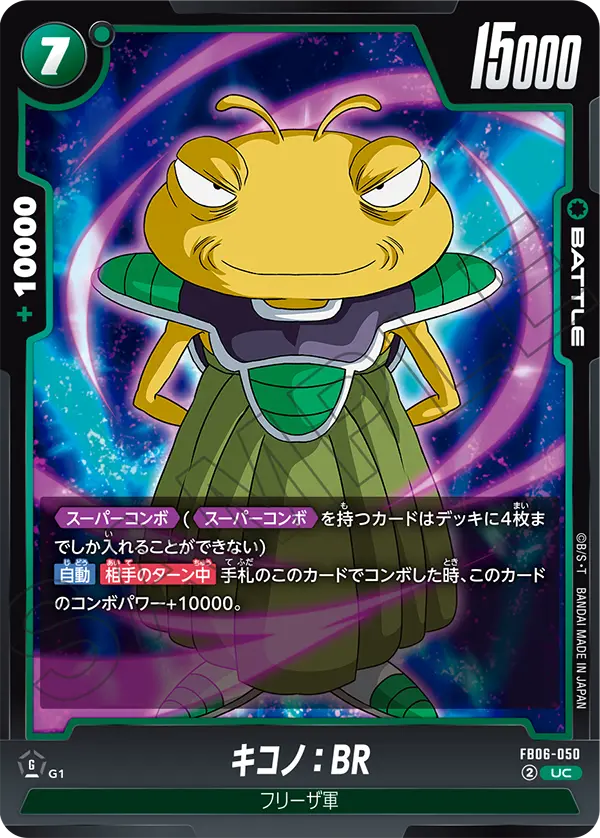 7
15000
+ 10000
BATTLE
SAMPLE
スーパーコンボ ( スーパーコンボ を持つカードはデッキに4枚ま
でしか入れることができない)
自動 相手のターン中 手札のこのカードでコンボした時、このカード
のコンボパワー+10000。
©B/S・T BANDAI MADE IN JAPAN
キコノ:BR
FB06-050
G G1
② UC
フリーザ軍